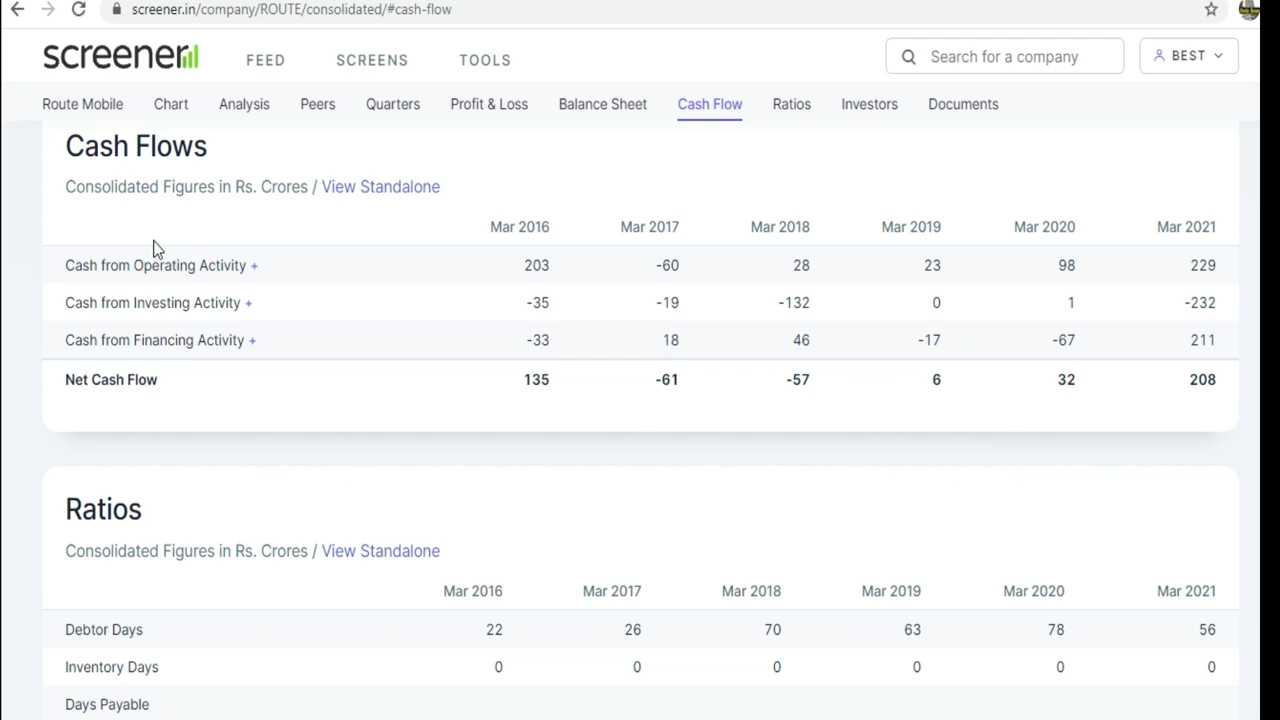 screener.in/company/ROUTE/consolidated/#cash-flow
screener FEED SCREENS TOOLS Search for a company BEST
Route Mobile Chart Analysis Peers Quarters Profit & Loss Balance Sheet Cash Flow Ratios Investors Documents
Cash Flows
Consolidated Figures in Rs. Crores / View Standalone
Mar 2016 Mar 2017 Mar 2018 Mar 2019 Mar 2020 Mar 2021
Cash from Operating Activity + 203 -60 28 23 98 229
Cash from Investing Activity + -35 -19 -132 0 1 -232
Cash from Financing Activity + -33 18 46 -17 -67 211
Net Cash Flow 135 -61 -57 6 32 208
Ratios
Consolidated Figures in Rs. Crores / View Standalone
Mar 2016 Mar 2017 Mar 2018 Mar 2019 Mar 2020 Mar 2021
Debtor Days 22 26 70 63 78 56
Inventory Days 0 0 0 0 0 0
Days Payable